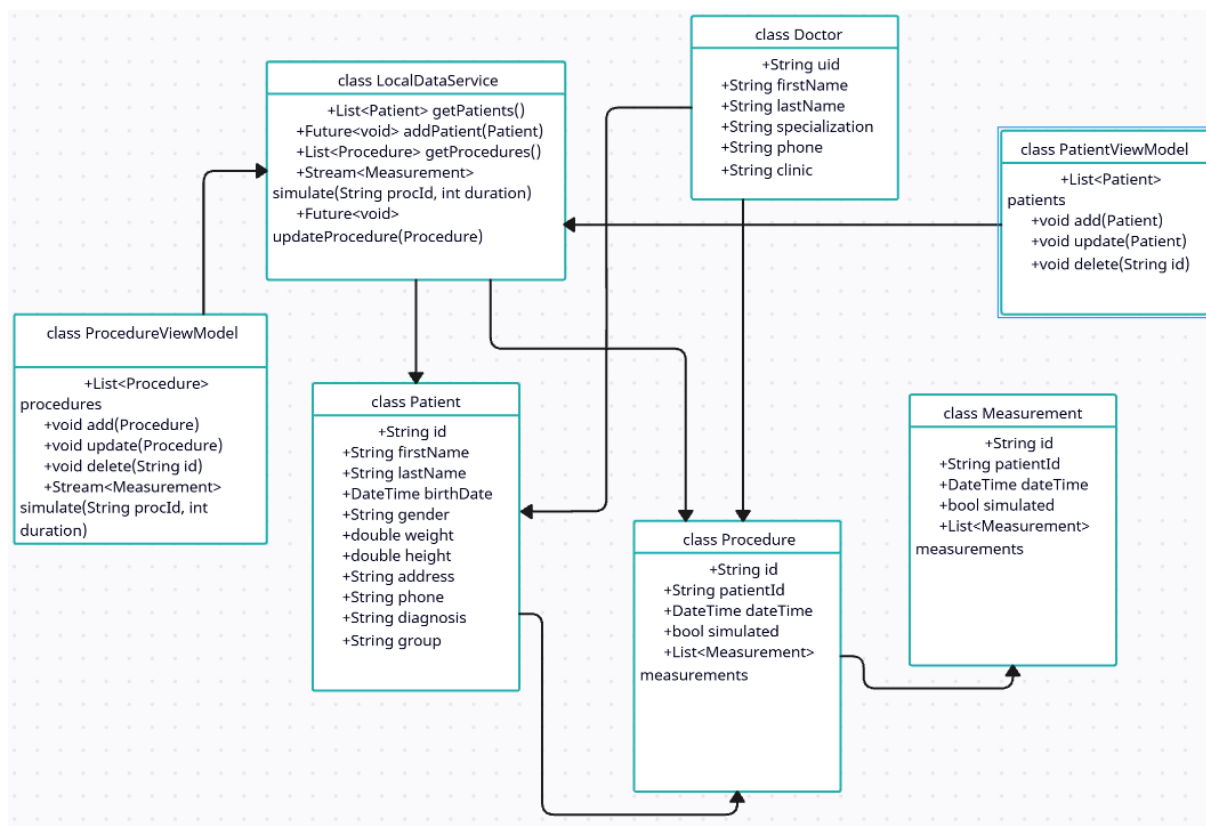 class Doctor
+String uid
+String firstName
+String lastName
+String specialization
+String phone
+String clinic
class LocalDataService
+List<Patient> getPatients()
+Future<void> addPatient(Patient)
+List<Procedure> getProcedures()
+Stream<Measurement>
simulate(String procId, int duration)
+Future<void>
updateProcedure(Procedure)
class PatientViewModel
+List<Patient>
patients
+void add(Patient)
+void update(Patient)
+void delete(String id)
class ProcedureViewModel
+List<Procedure>
procedures
+void add(Procedure)
+void update(Procedure)
+void delete(String id)
+Stream<Measurement>
simulate(String procId, int
duration)
class Patient
+String id
+String firstName
+String lastName
+DateTime birthDate
+String gender
+double weight
+double height
+String address
+String phone
+String diagnosis
+String group
class Measurement
+String id
+String patientId
+DateTime dateTime
+bool simulated
+List<Measurement>
measurements
class Procedure
+String id
+String patientId
+DateTime dateTime
+bool simulated
+List<Measurement>
measurements